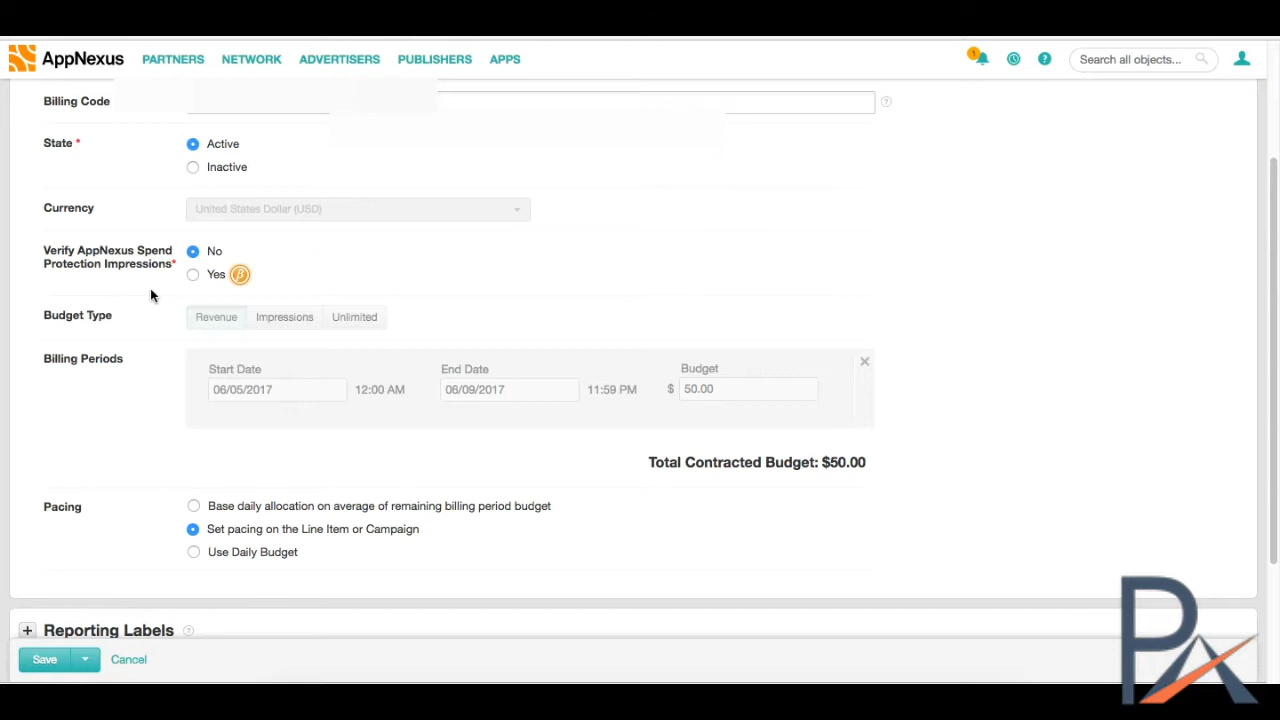 AppNexus PARTNERS NETWORK ADVERTISERS PUBLISHERS APPS 1 ? Search all objects...
Billing Code ?
State * Active
Inactive
Currency United States Dollar (USD)
Verify AppNexus Spend
Protection Impressions* No
Yes β
Budget Type Revenue Impressions Unlimited
Billing Periods
Start Date End Date Budget
06/05/2017 12:00 AM 06/09/2017 11:59 PM $ 50.00
Total Contracted Budget: $50.00
Pacing Base daily allocation on average of remaining billing period budget
Set pacing on the Line Item or Campaign
Use Daily Budget
+ Reporting Labels ?
Save Cancel